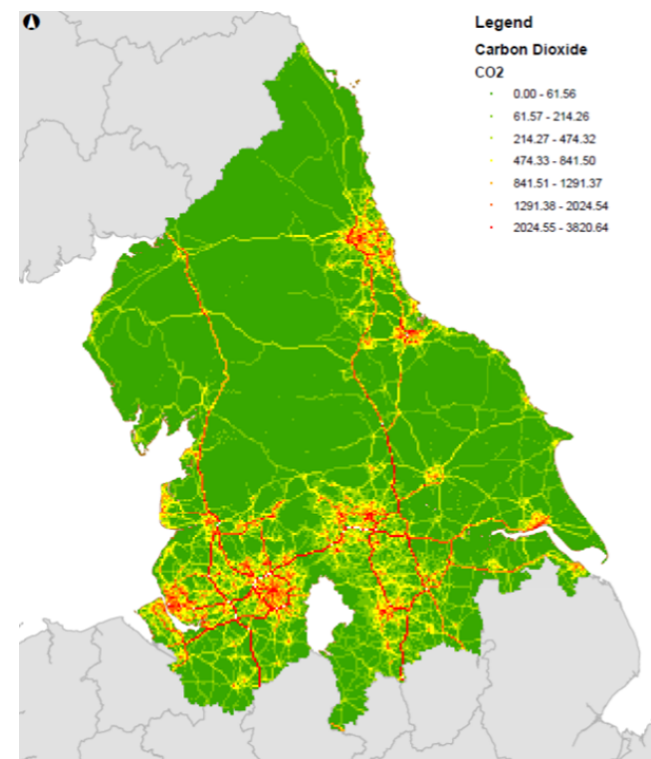 Legend
Carbon Dioxide
CO2
0.00 - 61.56
61.57 - 214.26
214.27 - 474.32
474.33 - 841.50
841.51 - 1291.37
1291.38 - 2024.54
2024.55 - 3820.64